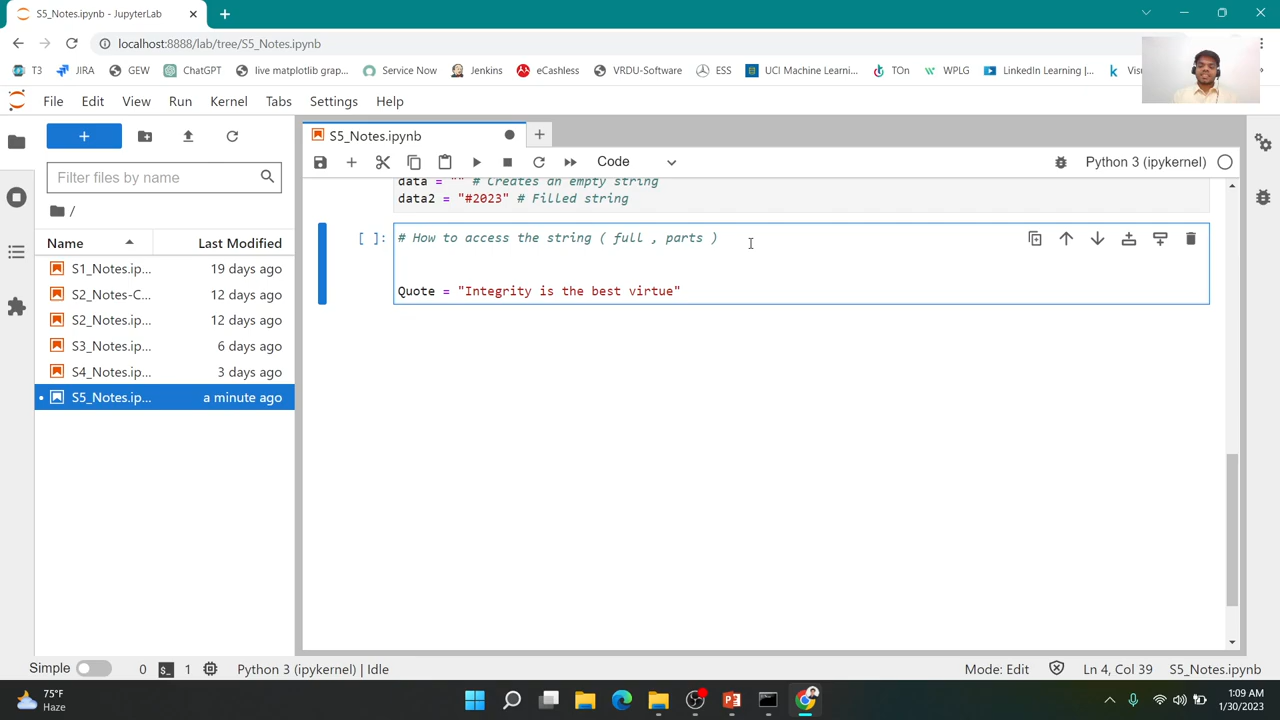 S5_Notes.ipynb - JupyterLab
localhost:8888/lab/tree/S5_Notes.ipynb
T3 JIRA GEW ChatGPT live matplotlib grap... Service Now Jenkins eCashless VRDU-Software ESS UCI Machine Learni... TOn WPLG LinkedIn Learning |... Visu
File Edit View Run Kernel Tabs Settings Help
S5_Notes.ipynb
Code Python 3 (ipykernel)
Filter files by name
/
Name Last Modified
S1_Notes.ip... 19 days ago
S2_Notes-C... 12 days ago
S2_Notes.ip... 12 days ago
S3_Notes.ip... 6 days ago
S4_Notes.ip... 3 days ago
S5_Notes.ip... a minute ago
data = "" # Creates an empty string
data2 = "#2023" # Filled string
[ ]: # How to access the string ( full , parts )
Quote = "Integrity is the best virtue"
Simple 0 1 Python 3 (ipykernel) | Idle Mode: Edit Ln 4, Col 39 S5_Notes.ipynb
75°F
Haze
1:09 AM
1/30/2023